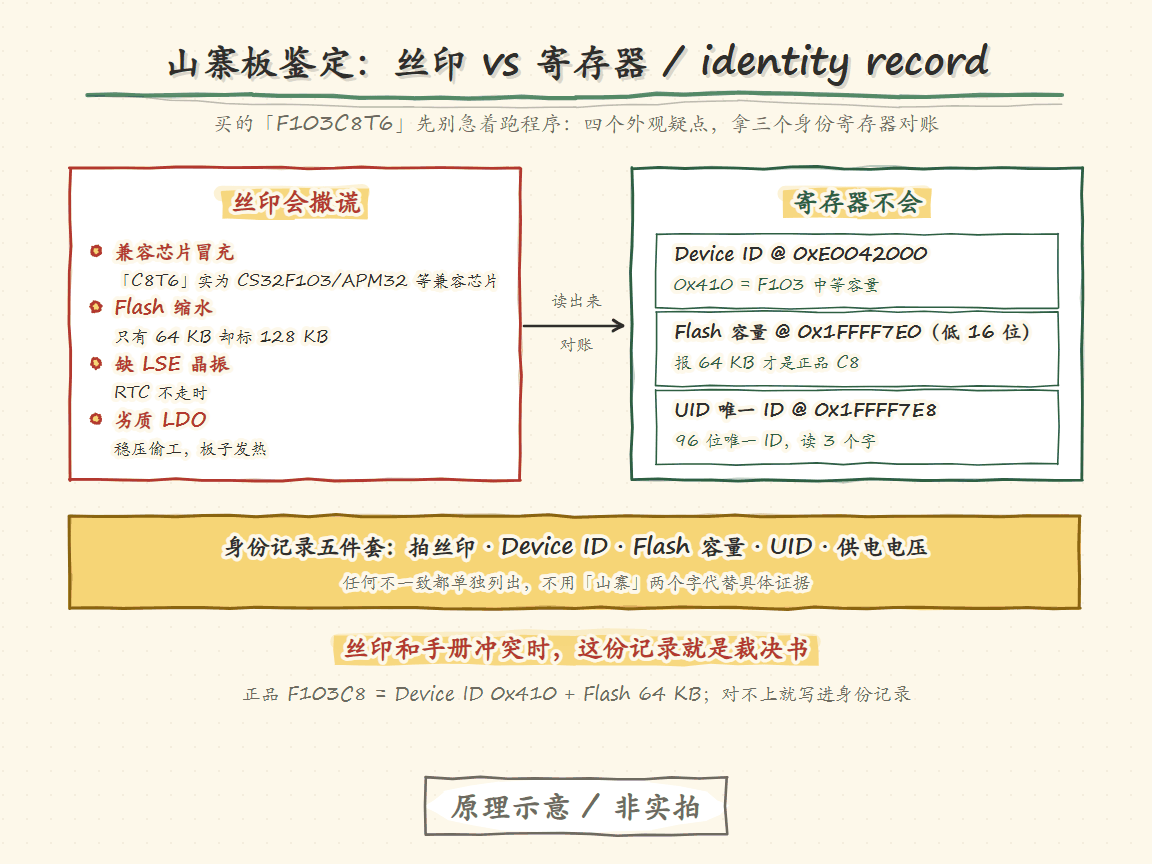 山寨板鉴定：丝印 vs 寄存器 / identity record
买的「F103C8T6」先别急着跑程序：四个外观疑点，拿三个身份寄存器对账
丝印会撒谎
兼容芯片冒充
「C8T6」实为 CS32F103/APM32 等兼容芯片
Flash 缩水
只有 64 KB 却标 128 KB
缺 LSE 晶振
RTC 不走时
劣质 LDO
稳压偷工，板子发热
读出来
对账
寄存器不会
Device ID @ 0xE0042000
0x410 = F103 中等容量
Flash 容量 @ 0x1FFFF7E0（低 16 位）
报 64 KB 才是正品 C8
UID 唯一 ID @ 0x1FFFF7E8
96 位唯一 ID，读 3 个字
身份记录五件套：拍丝印 · Device ID · Flash 容量 · UID · 供电电压
任何不一致都单独列出，不用「山寨」两个字代替具体证据
丝印和手册冲突时，这份记录就是裁决书
正品 F103C8 = Device ID 0x410 + Flash 64 KB；对不上就写进身份记录
原理示意 / 非实拍